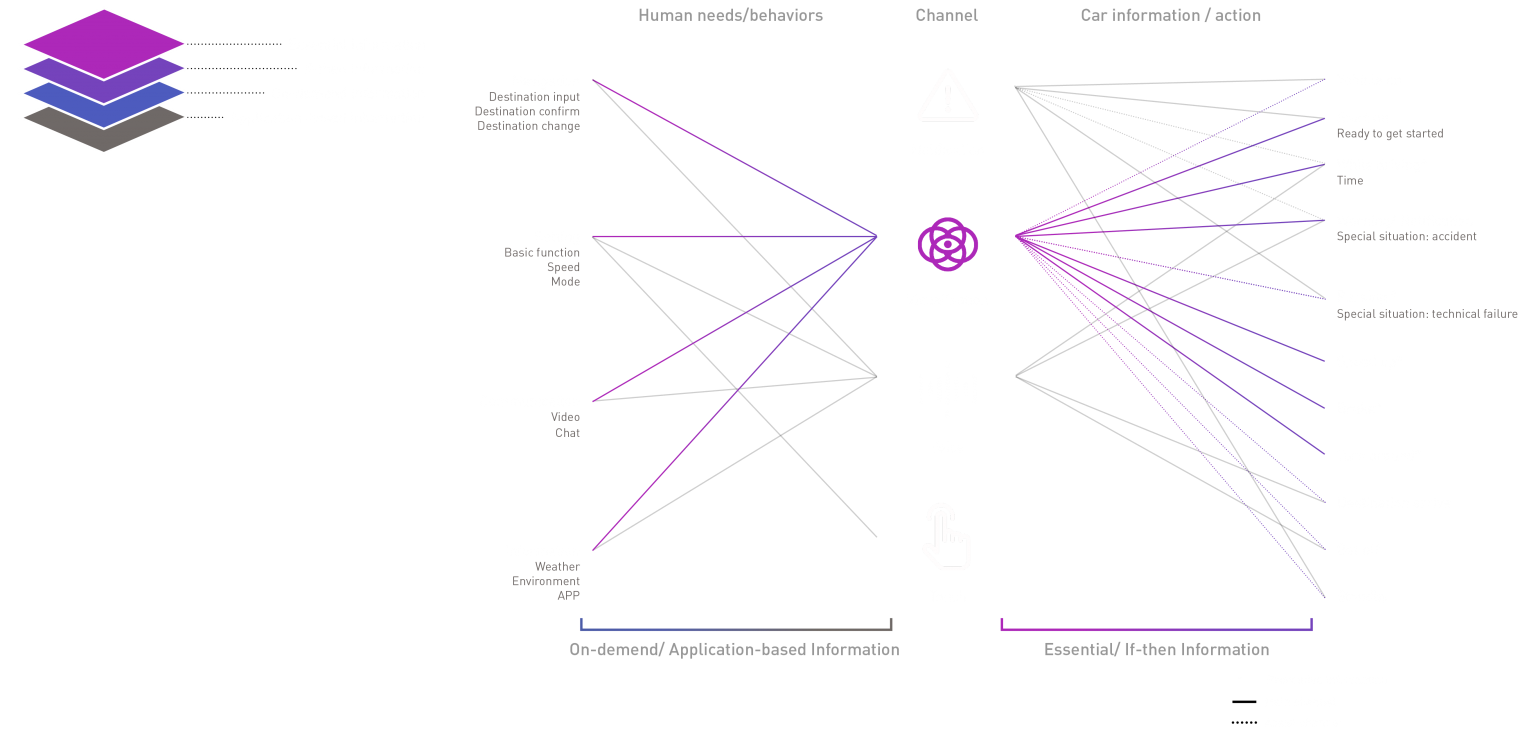 Human needs/behaviors
Channel
Car information / action
Destination input
Destination confirm
Destination change
Ready to get started
Time
Special situation: accident
Basic function
Speed
Mode
Special situation: technical failure
Video
Chat
Weather
Environment
APP
On-demend/ Application-based Information
Essential/ If-then Information